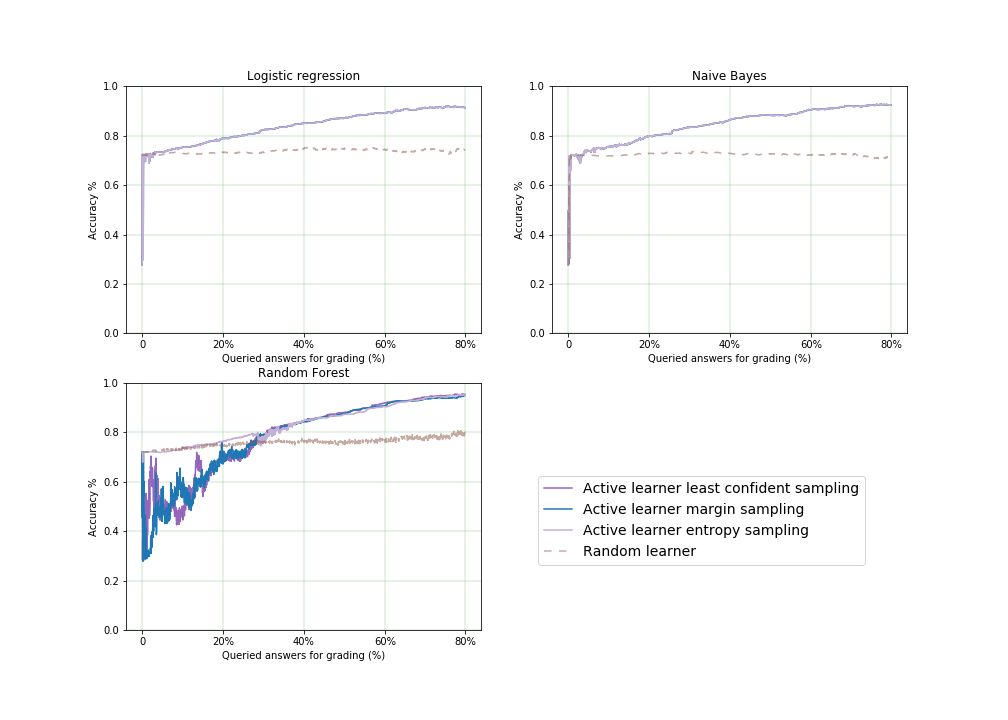 Logistic regression
1.0
0.8
0.6
0.4
0.2
0.0
Accuracy %
0 20% 40% 60% 80%
Queried answers for grading (%)
Naive Bayes
1.0
0.8
0.6
0.4
0.2
0.0
Accuracy %
0 20% 40% 60% 80%
Queried answers for grading (%)
Random Forest
1.0
0.8
0.6
0.4
0.2
0.0
Accuracy %
0 20% 40% 60% 80%
Queried answers for grading (%)
Active learner least confident sampling
Active learner margin sampling
Active learner entropy sampling
Random learner